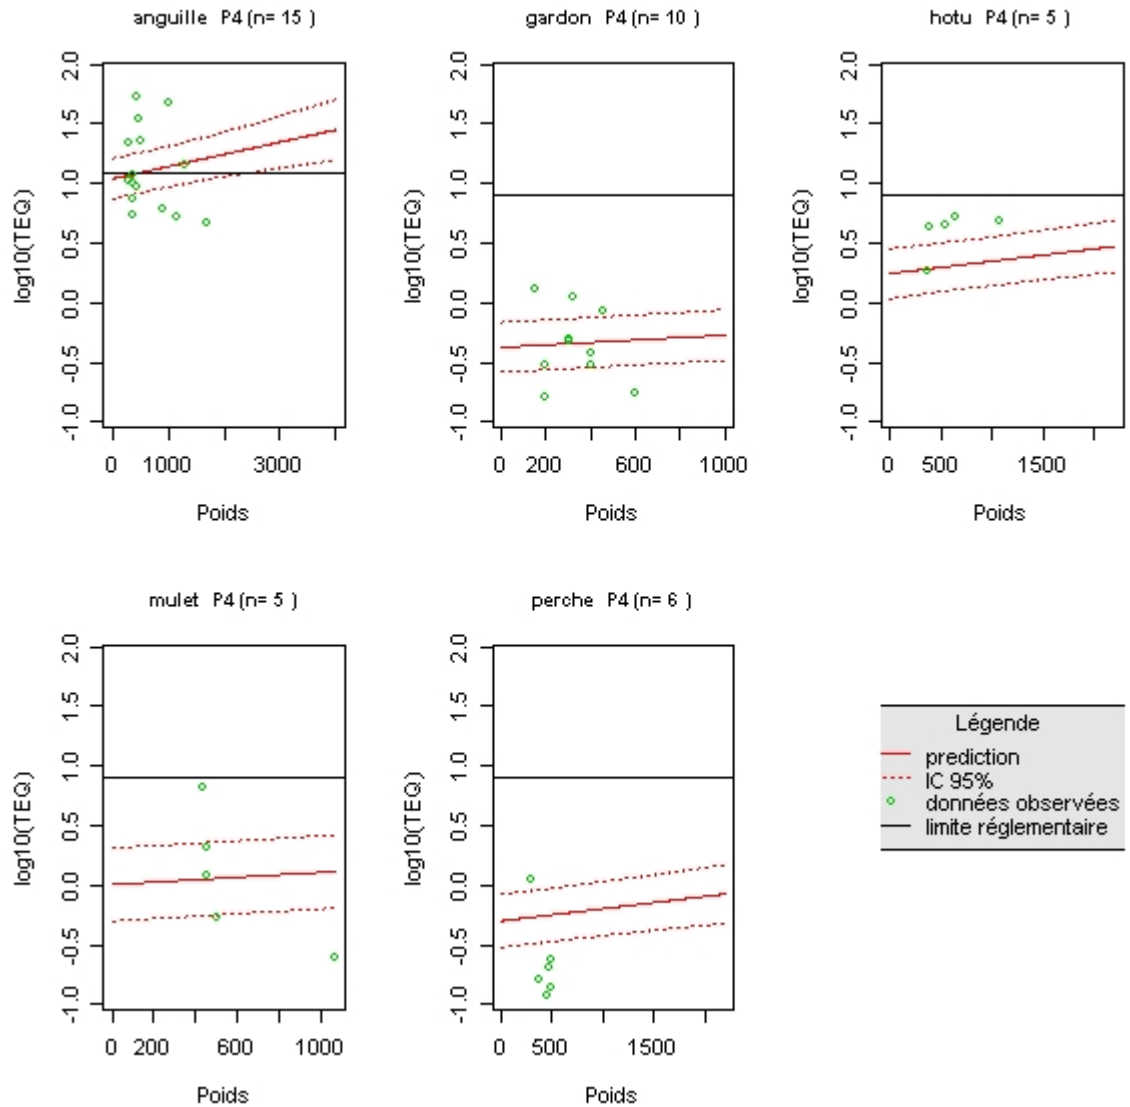 anguille P4 (n= 15 )
log10(TEQ)
2.0
1.5
1.0
0.5
0.0
-0.5
-1.0
0 1000 3000
Poids
gardon P4 (n= 10 )
log10(TEQ)
2.0
1.5
1.0
0.5
0.0
-0.5
-1.0
0 200 600 1000
Poids
hotu P4 (n= 5 )
log10(TEQ)
2.0
1.5
1.0
0.5
0.0
-0.5
-1.0
0 500 1500
Poids
mulet P4 (n= 5 )
log10(TEQ)
2.0
1.5
1.0
0.5
0.0
-0.5
-1.0
0 200 600 1000
Poids
perche P4 (n= 6 )
log10(TEQ)
2.0
1.5
1.0
0.5
0.0
-0.5
-1.0
0 500 1500
Poids
Légende
prediction
IC 95%
données observées
limite réglementaire